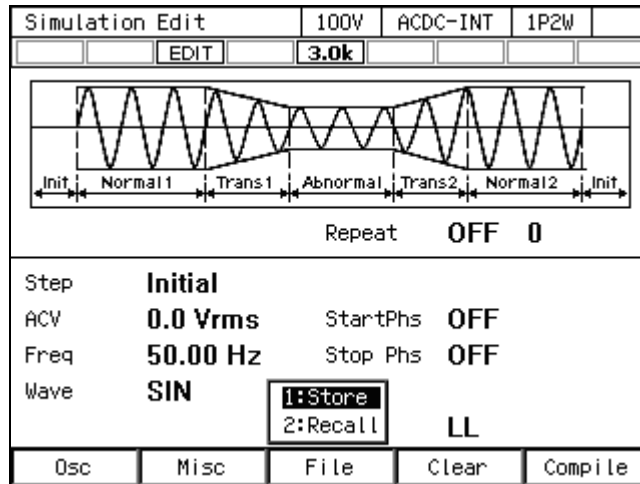 Simulation Edit 100V ACDC-INT 1P2W
EDIT 3.0k
Init Normal1 Trans1 Abnormal Trans2 Normal2 Init
Repeat OFF 0
Step Initial
ACV 0.0 Vrms StartPhs OFF
Freq 50.00 Hz Stop Phs OFF
Wave SIN
1:Store
2:Recall LL
Osc Misc File Clear Compile